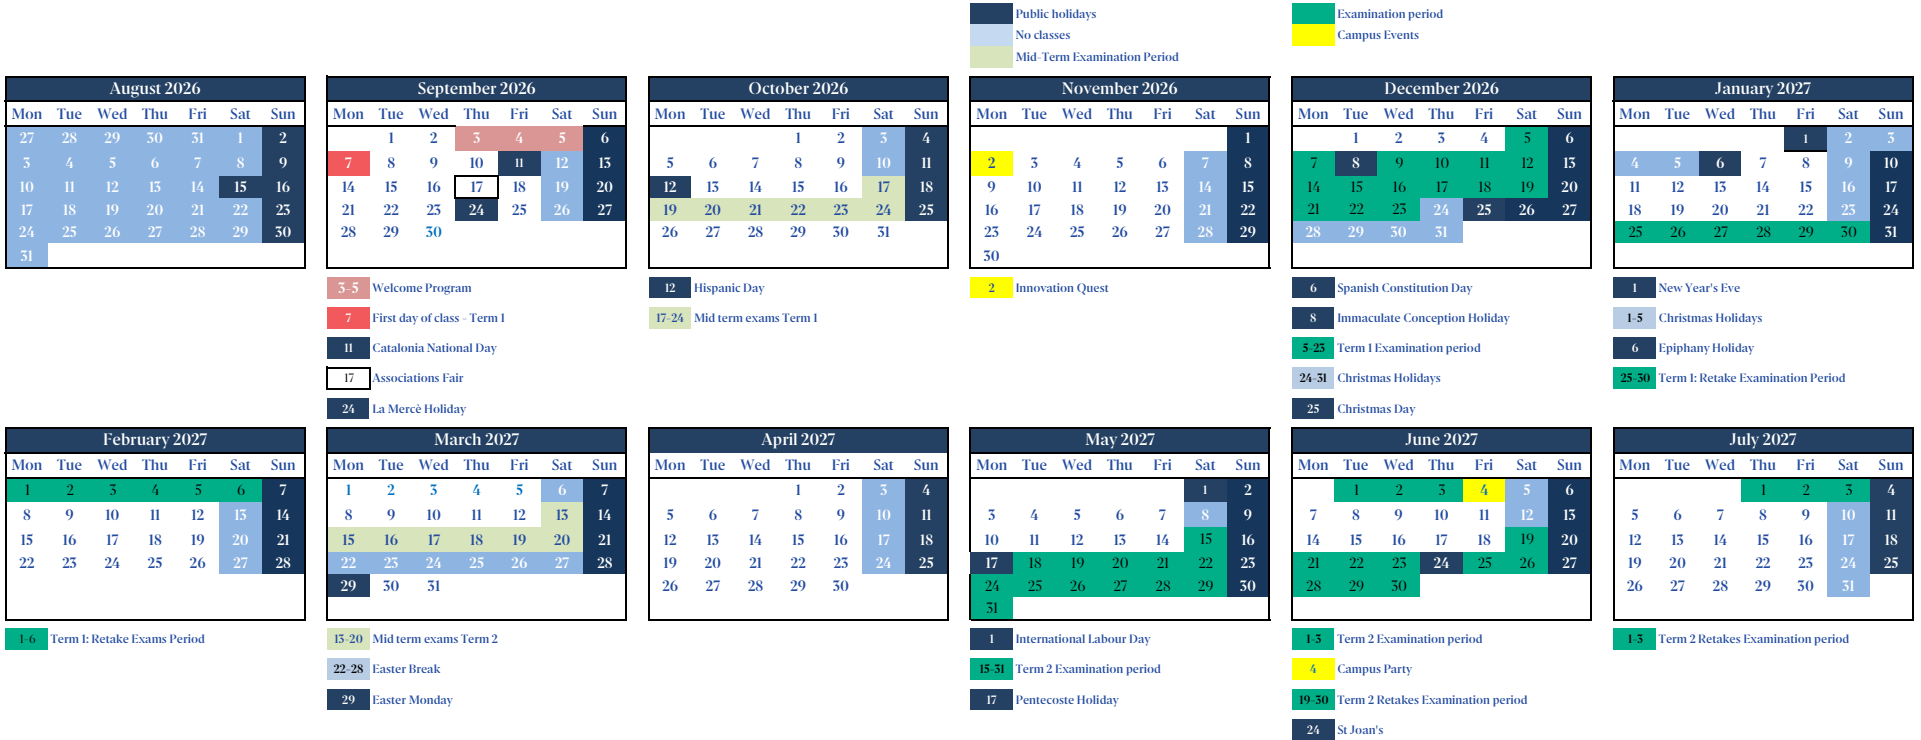 Public holidays Examination period
No classes Campus Events
Mid-Term Examination Period
August 2026
Mon Tue Wed Thu Fri Sat Sun
27 28 29 30 31 1 2
3 4 5 6 7 8 9
10 11 12 13 14 15 16
17 18 19 20 21 22 23
24 25 26 27 28 29 30
31
September 2026
Mon Tue Wed Thu Fri Sat Sun
1 2 3 4 5 6
7 8 9 10 11 12 13
14 15 16 17 18 19 20
21 22 23 24 25 26 27
28 29 30
3-5 Welcome Program
7 First day of class - Term 1
11 Catalonia National Day
17 Associations Fair
24 La Mercè Holiday
October 2026
Mon Tue Wed Thu Fri Sat Sun
1 2 3 4
5 6 7 8 9 10 11
12 13 14 15 16 17 18
19 20 21 22 23 24 25
26 27 28 29 30 31
12 Hispanic Day
17-24 Mid term exams Term 1
November 2026
Mon Tue Wed Thu Fri Sat Sun
1
2 3 4 5 6 7 8
9 10 11 12 13 14 15
16 17 18 19 20 21 22
23 24 25 26 27 28 29
30
2 Innovation Quest
December 2026
Mon Tue Wed Thu Fri Sat Sun
1 2 3 4 5 6
7 8 9 10 11 12 13
14 15 16 17 18 19 20
21 22 23 24 25 26 27
28 29 30 31
6 Spanish Constitution Day
8 Immaculate Conception Holiday
5-23 Term 1 Examination period
24-31 Christmas Holidays
25 Christmas Day
January 2027
Mon Tue Wed Thu Fri Sat Sun
1 2 3
4 5 6 7 8 9 10
11 12 13 14 15 16 17
18 19 20 21 22 23 24
25 26 27 28 29 30 31
1 New Year's Eve
1-5 Christmas Holidays
6 Epiphany Holiday
25-30 Term 1: Retake Examination Period
February 2027
Mon Tue Wed Thu Fri Sat Sun
1 2 3 4 5 6 7
8 9 10 11 12 13 14
15 16 17 18 19 20 21
22 23 24 25 26 27 28
1-6 Term 1: Retake Exams Period
March 2027
Mon Tue Wed Thu Fri Sat Sun
1 2 3 4 5 6 7
8 9 10 11 12 13 14
15 16 17 18 19 20 21
22 23 24 25 26 27 28
29 30 31
13-20 Mid term exams Term 2
22-28 Easter Break
29 Easter Monday
April 2027
Mon Tue Wed Thu Fri Sat Sun
1 2 3 4
5 6 7 8 9 10 11
12 13 14 15 16 17 18
19 20 21 22 23 24 25
26 27 28 29 30
May 2027
Mon Tue Wed Thu Fri Sat Sun
1 2
3 4 5 6 7 8 9
10 11 12 13 14 15 16
17 18 19 20 21 22 23
24 25 26 27 28 29 30
31
1 International Labour Day
15-31 Term 2 Examination period
17 Pentecoste Holiday
June 2027
Mon Tue Wed Thu Fri Sat Sun
1 2 3 4 5 6
7 8 9 10 11 12 13
14 15 16 17 18 19 20
21 22 23 24 25 26 27
28 29 30
1-3 Term 2 Examination period
4 Campus Party
19-30 Term 2 Retakes Examination period
24 St Joan's
July 2027
Mon Tue Wed Thu Fri Sat Sun
1 2 3 4
5 6 7 8 9 10 11
12 13 14 15 16 17 18
19 20 21 22 23 24 25
26 27 28 29 30 31
1-3 Term 2 Retakes Examination period